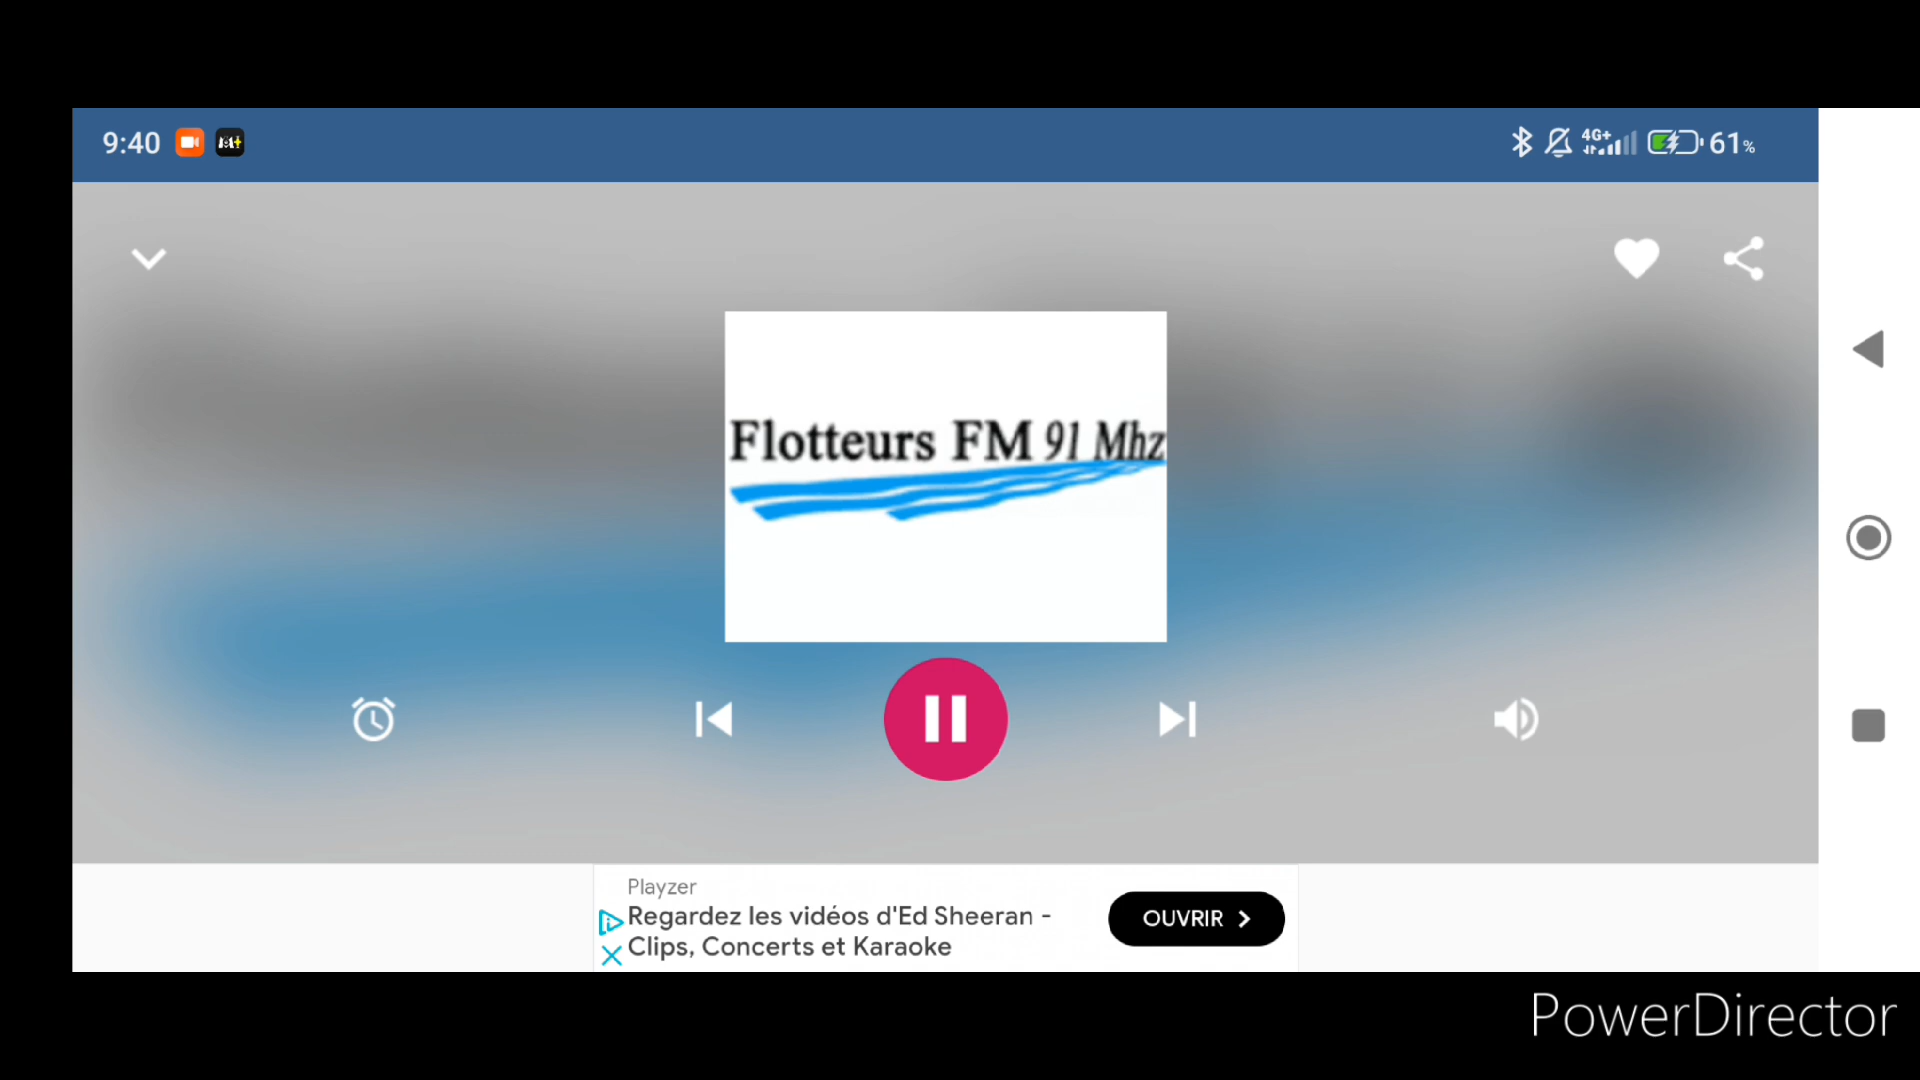 9:40
M+
4G+
61%
Flotteurs FM 91 Mhz
Playzer
Regardez les vidéos d'Ed Sheeran -
Clips, Concerts et Karaoke
OUVRIR
PowerDirector